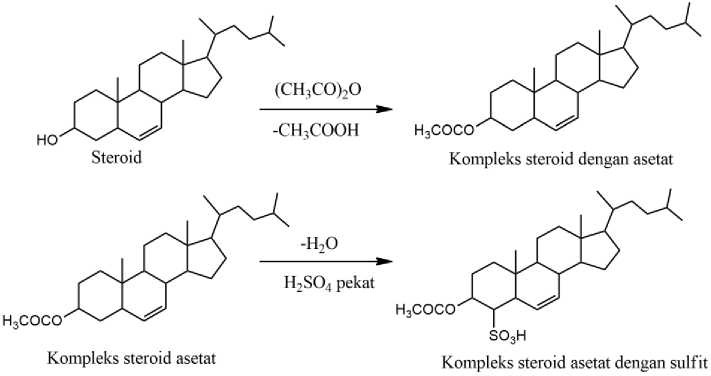 HO
Steroid
(CH3CO)2O
-CH3COOH
H3COCO
Kompleks steroid dengan asetat
H3COCO
Kompleks steroid asetat
-H2O
H2SO4 pekat
H3COCO
SO3H
Kompleks steroid asetat dengan sulfit